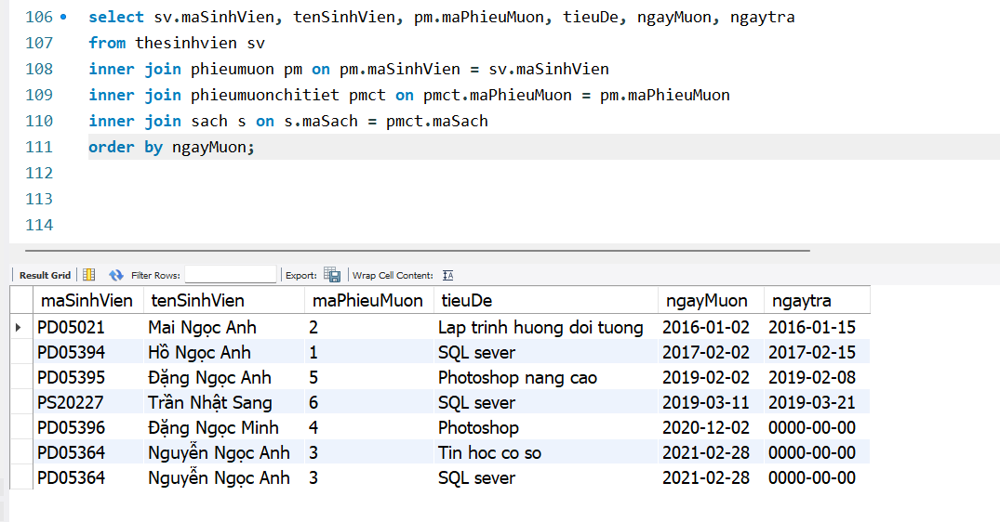 106 select sv.maSinhVien, tenSinhVien, pm.maPhieuMuon, tieuDe, ngayMuon, ngaytra
107 from thesinhvien sv
108 inner join phieumuon pm on pm.maSinhVien = sv.maSinhVien
109 inner join phieumuonchitiet pmct on pmct.maPhieuMuon = pm.maPhieuMuon
110 inner join sach s on s.maSach = pmct.maSach
111 order by ngayMuon;
112
113
114
Result Grid Filter Rows: Export: Wrap Cell Content: IA
maSinhVien tenSinhVien maPhieuMuon tieuDe ngayMuon ngaytra
PD05021 Mai Ngọc Anh 2 Lap trinh huong doi tuong 2016-01-02 2016-01-15
PD05394 Hồ Ngọc Anh 1 SQL sever 2017-02-02 2017-02-15
PD05395 Đặng Ngọc Anh 5 Photoshop nang cao 2019-02-02 2019-02-08
PS20227 Trần Nhật Sang 6 SQL sever 2019-03-11 2019-03-21
PD05396 Đặng Ngọc Minh 4 Photoshop 2020-12-02 0000-00-00
PD05364 Nguyễn Ngọc Anh 3 Tin hoc co so 2021-02-28 0000-00-00
PD05364 Nguyễn Ngọc Anh 3 SQL sever 2021-02-28 0000-00-00